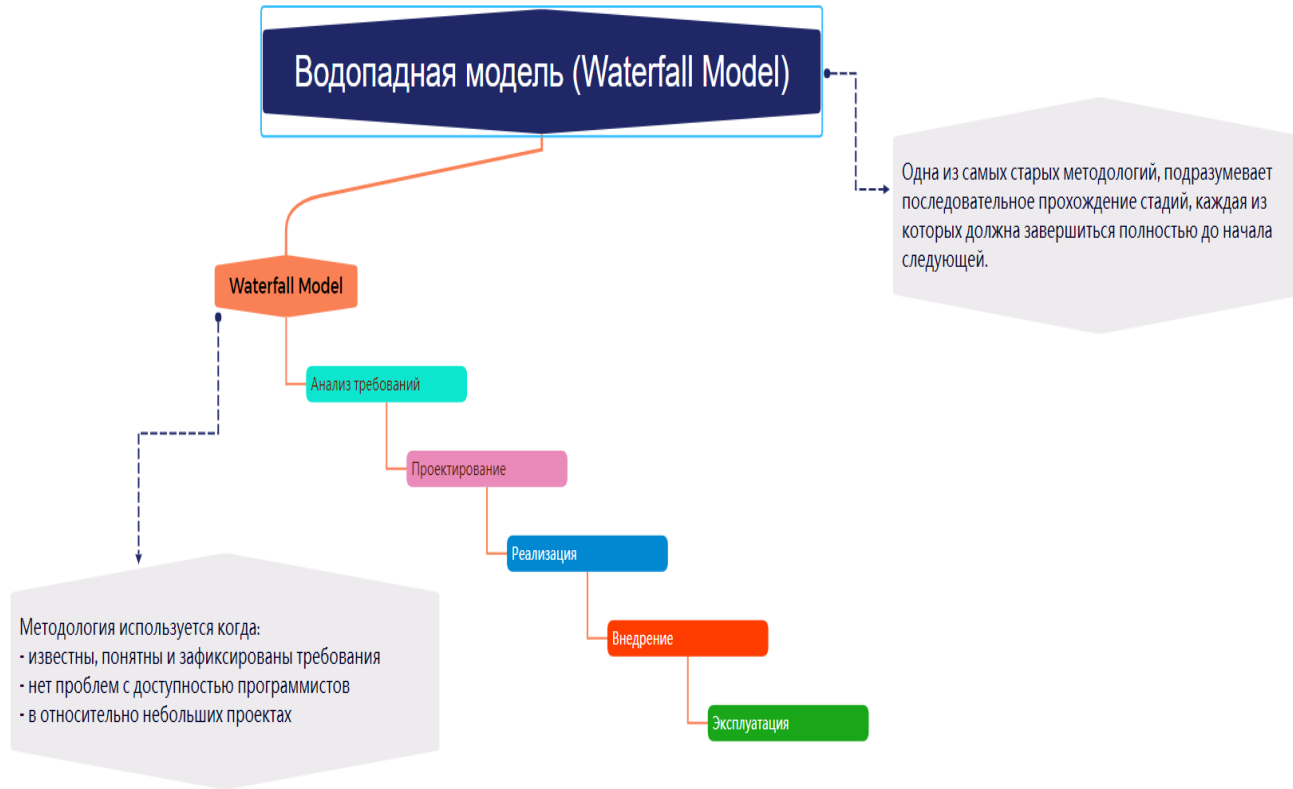 Водопадная модель (Waterfall Model)
Одна из самых старых методологий, подразумевает
последовательное прохождение стадий, каждая из
которых должна завершиться полностью до начала
следующей.
Waterfall Model
Анализ требований
Проектирование
Реализация
Внедрение
Эксплуатация
Методология используется когда:
- известны, понятны и зафиксированы требования
- нет проблем с доступностью программистов
- в относительно небольших проектах